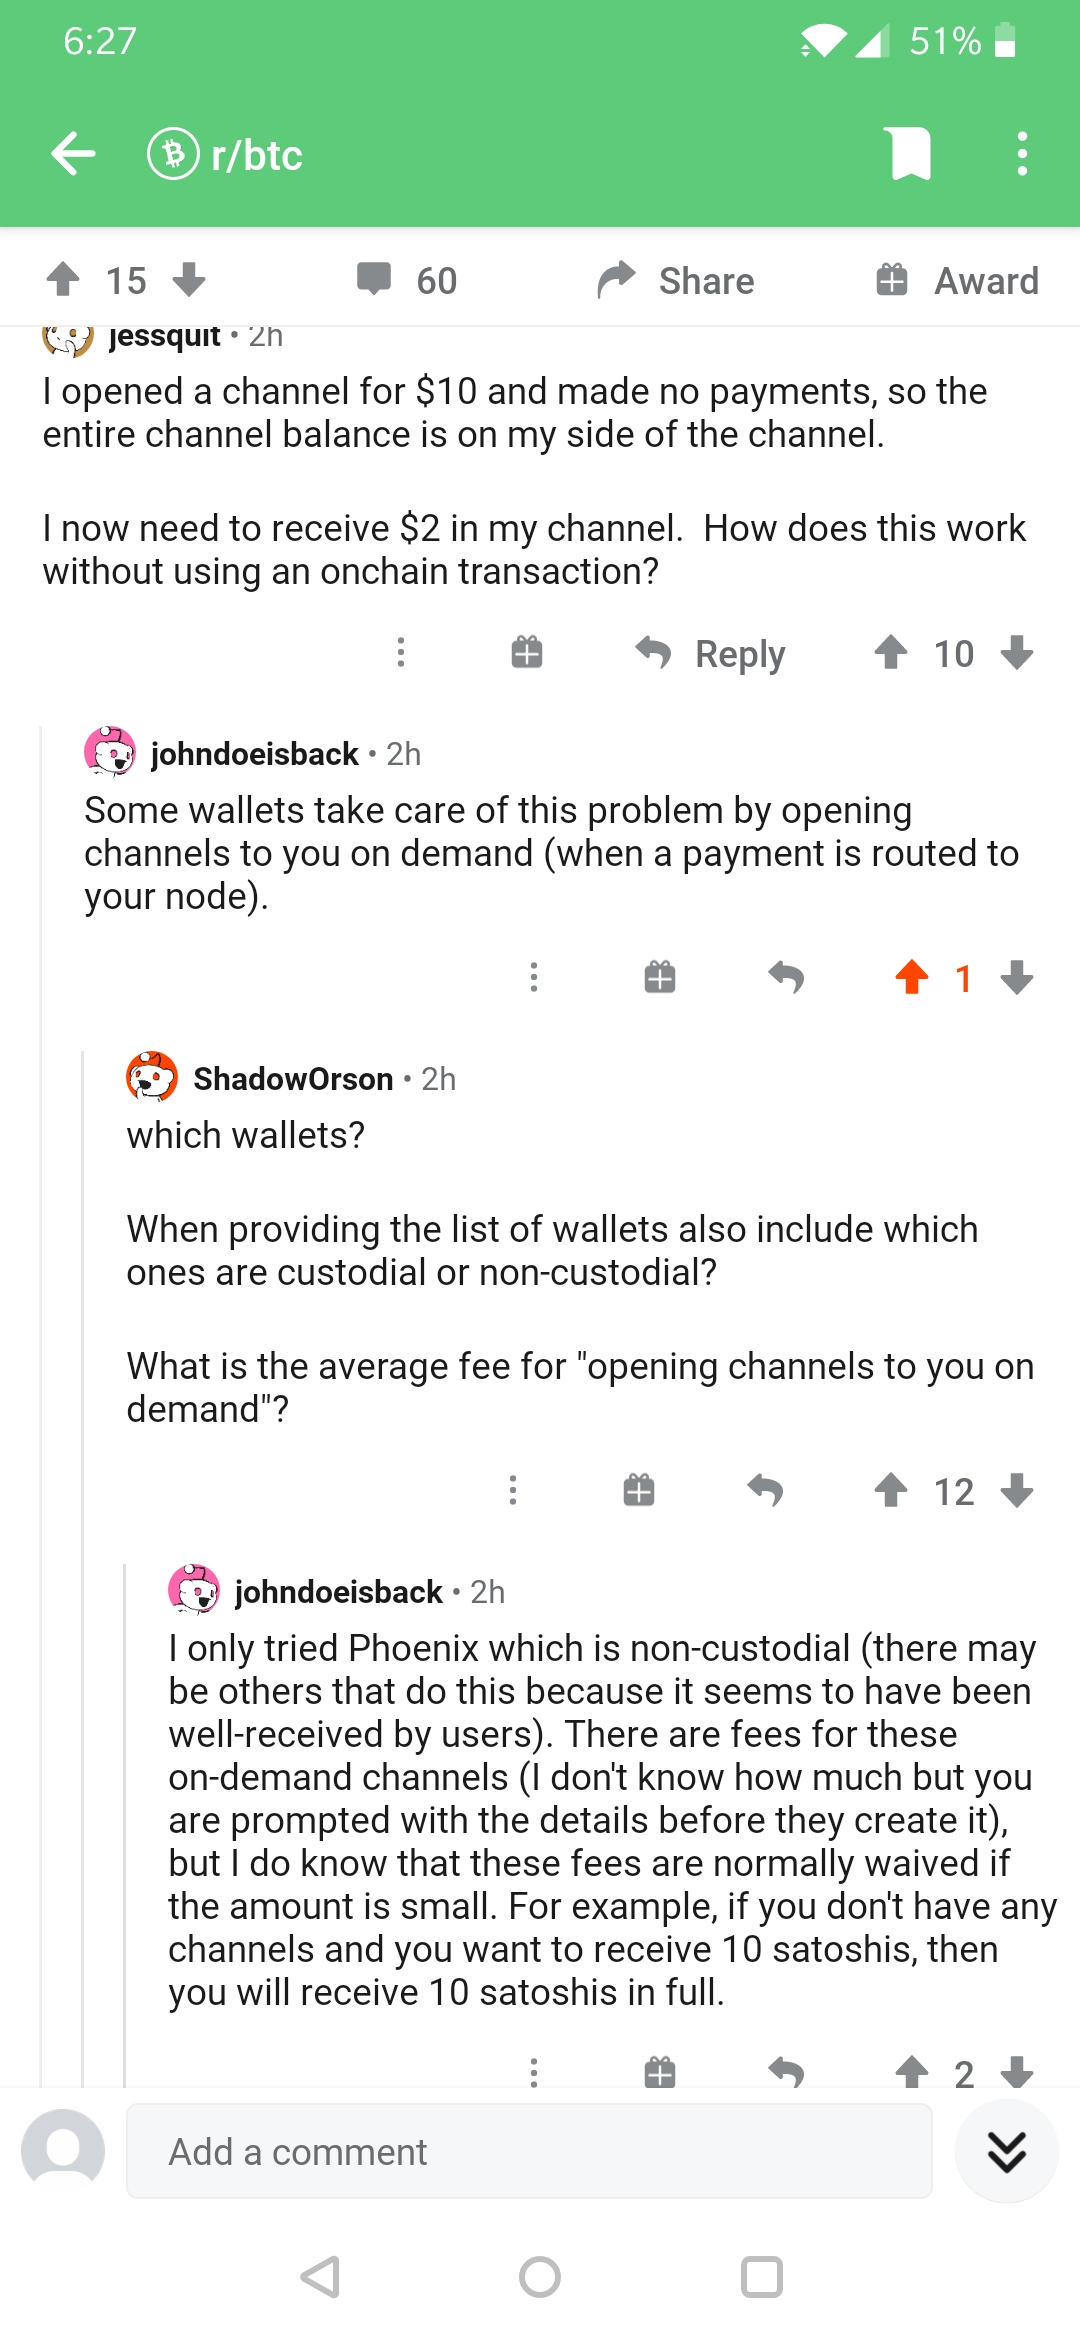 6:27
51%
r/btc
15
60
Share
Award
jessquit • 2h
I opened a channel for $10 and made no payments, so the
entire channel balance is on my side of the channel.
I now need to receive $2 in my channel.  How does this work
without using an onchain transaction?
Reply
10
johndoeisback • 2h
Some wallets take care of this problem by opening
channels to you on demand (when a payment is routed to
your node).
1
ShadowOrson • 2h
which wallets?
When providing the list of wallets also include which
ones are custodial or non-custodial?
What is the average fee for "opening channels to you on
demand"?
12
johndoeisback • 2h
I only tried Phoenix which is non-custodial (there may
be others that do this because it seems to have been
well-received by users). There are fees for these
on-demand channels (I don't know how much but you
are prompted with the details before they create it),
but I do know that these fees are normally waived if
the amount is small. For example, if you don't have any
channels and you want to receive 10 satoshis, then
you will receive 10 satoshis in full.
2
Add a comment